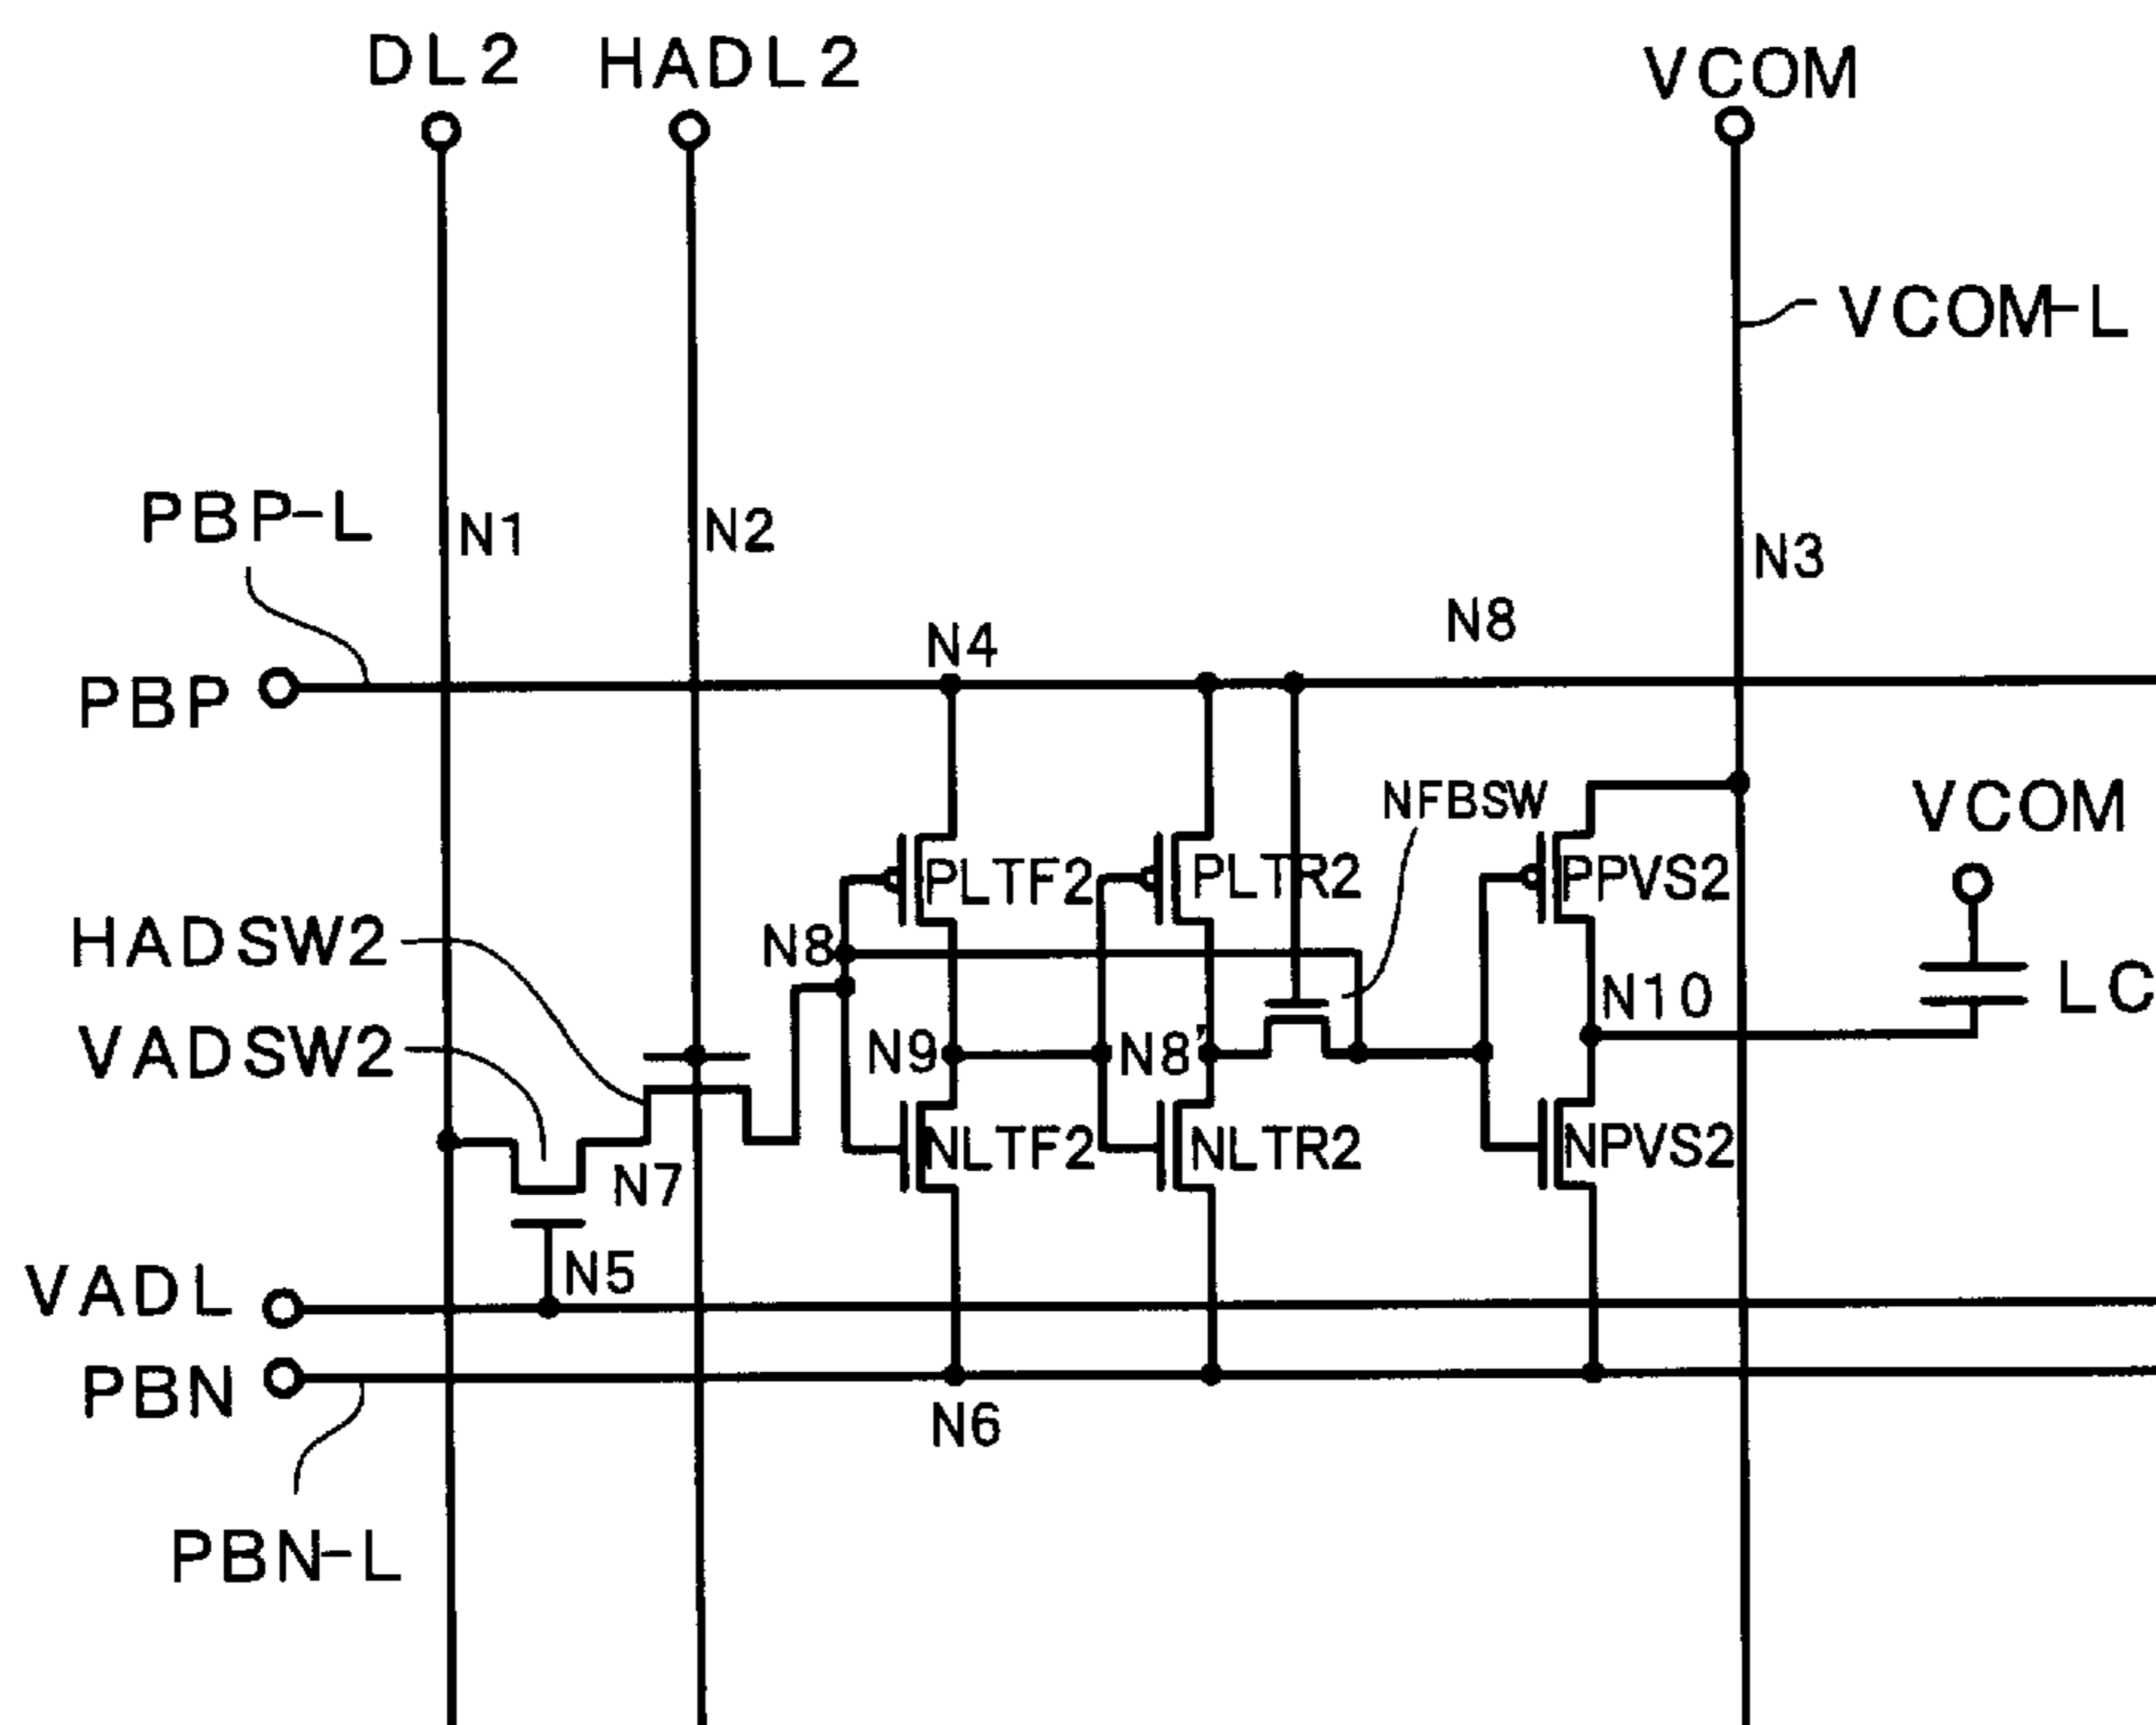 DL2
HADL2
VCOM
VCOM-L
PBP-L
N1
N2
N3
N8
N4
PBP
NFBSW
VCOM
PLTF2
PLTR2
PPVS2
HADSW2
N8
N10
LC
VADSW2
N9
N8'
NLTF2
NLTR2
NPVS2
N7
N5
VADL
PBN
N6
PBN-L